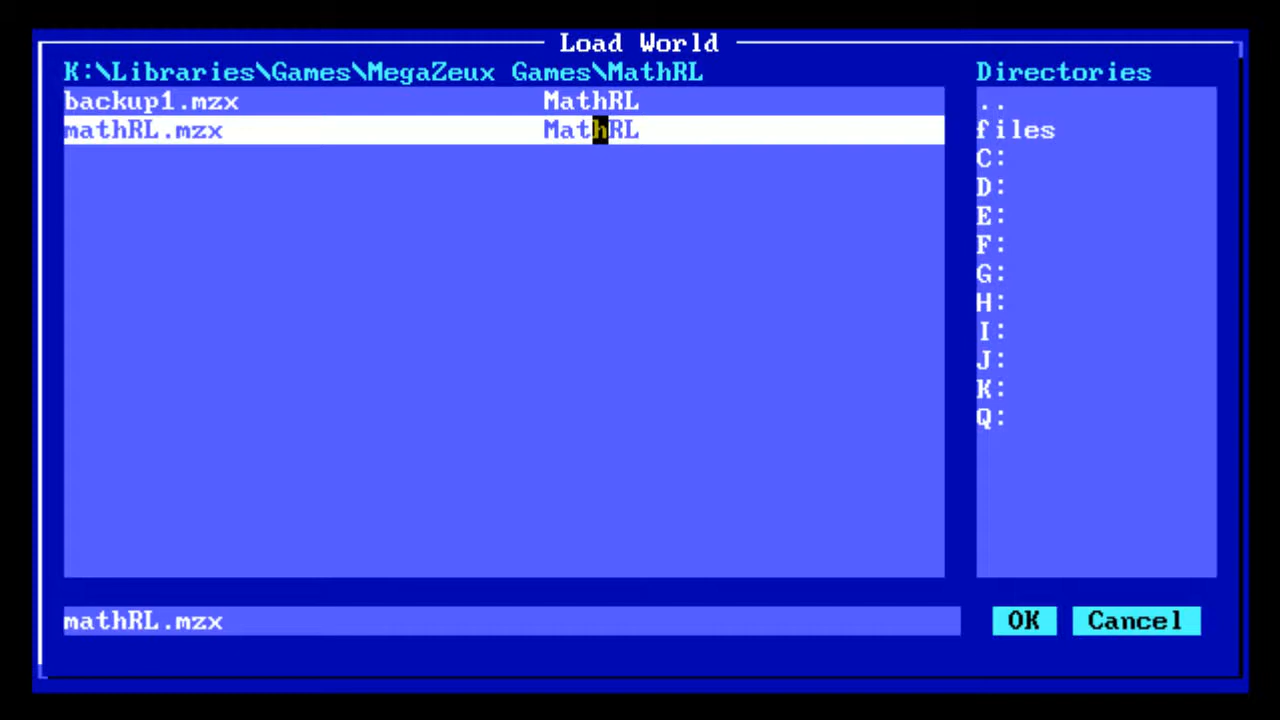 Load World
K:\Libraries\Games\MegaZeux Games\MathRL
Directories
backup1.mzx MathRL
mathRL.mzx MathRL
..
files
C:
D:
E:
F:
G:
H:
I:
J:
K:
Q:
mathRL.mzx
OK Cancel